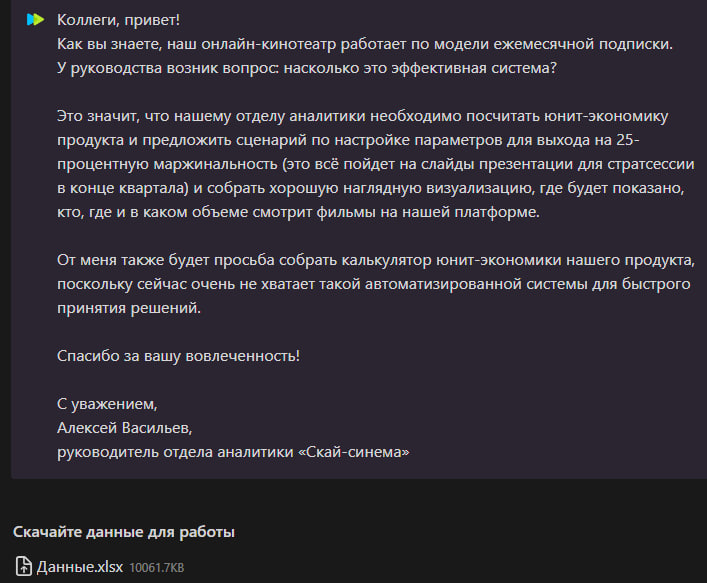 Коллеги, привет!
Как вы знаете, наш онлайн-кинотеатр работает по модели ежемесячной подписки.
У руководства возник вопрос: насколько это эффективная система?
Это значит, что нашему отделу аналитики необходимо посчитать юнит-экономику
продукта и предложить сценарий по настройке параметров для выхода на 25-
процентную маржинальность (это всё пойдет на слайды презентации для стратсессии
в конце квартала) и собрать хорошую наглядную визуализацию, где будет показано,
кто, где и в каком объеме смотрит фильмы на нашей платформе.
От меня также будет просьба собрать калькулятор юнит-экономики нашего продукта,
поскольку сейчас очень не хватает такой автоматизированной системы для быстрого
принятия решений.
Спасибо за вашу вовлеченность!
С уважением,
Алексей Васильев,
руководитель отдела аналитики «Скай-синема»
Скачайте данные для работы
Данные.xlsx 10061.7KB